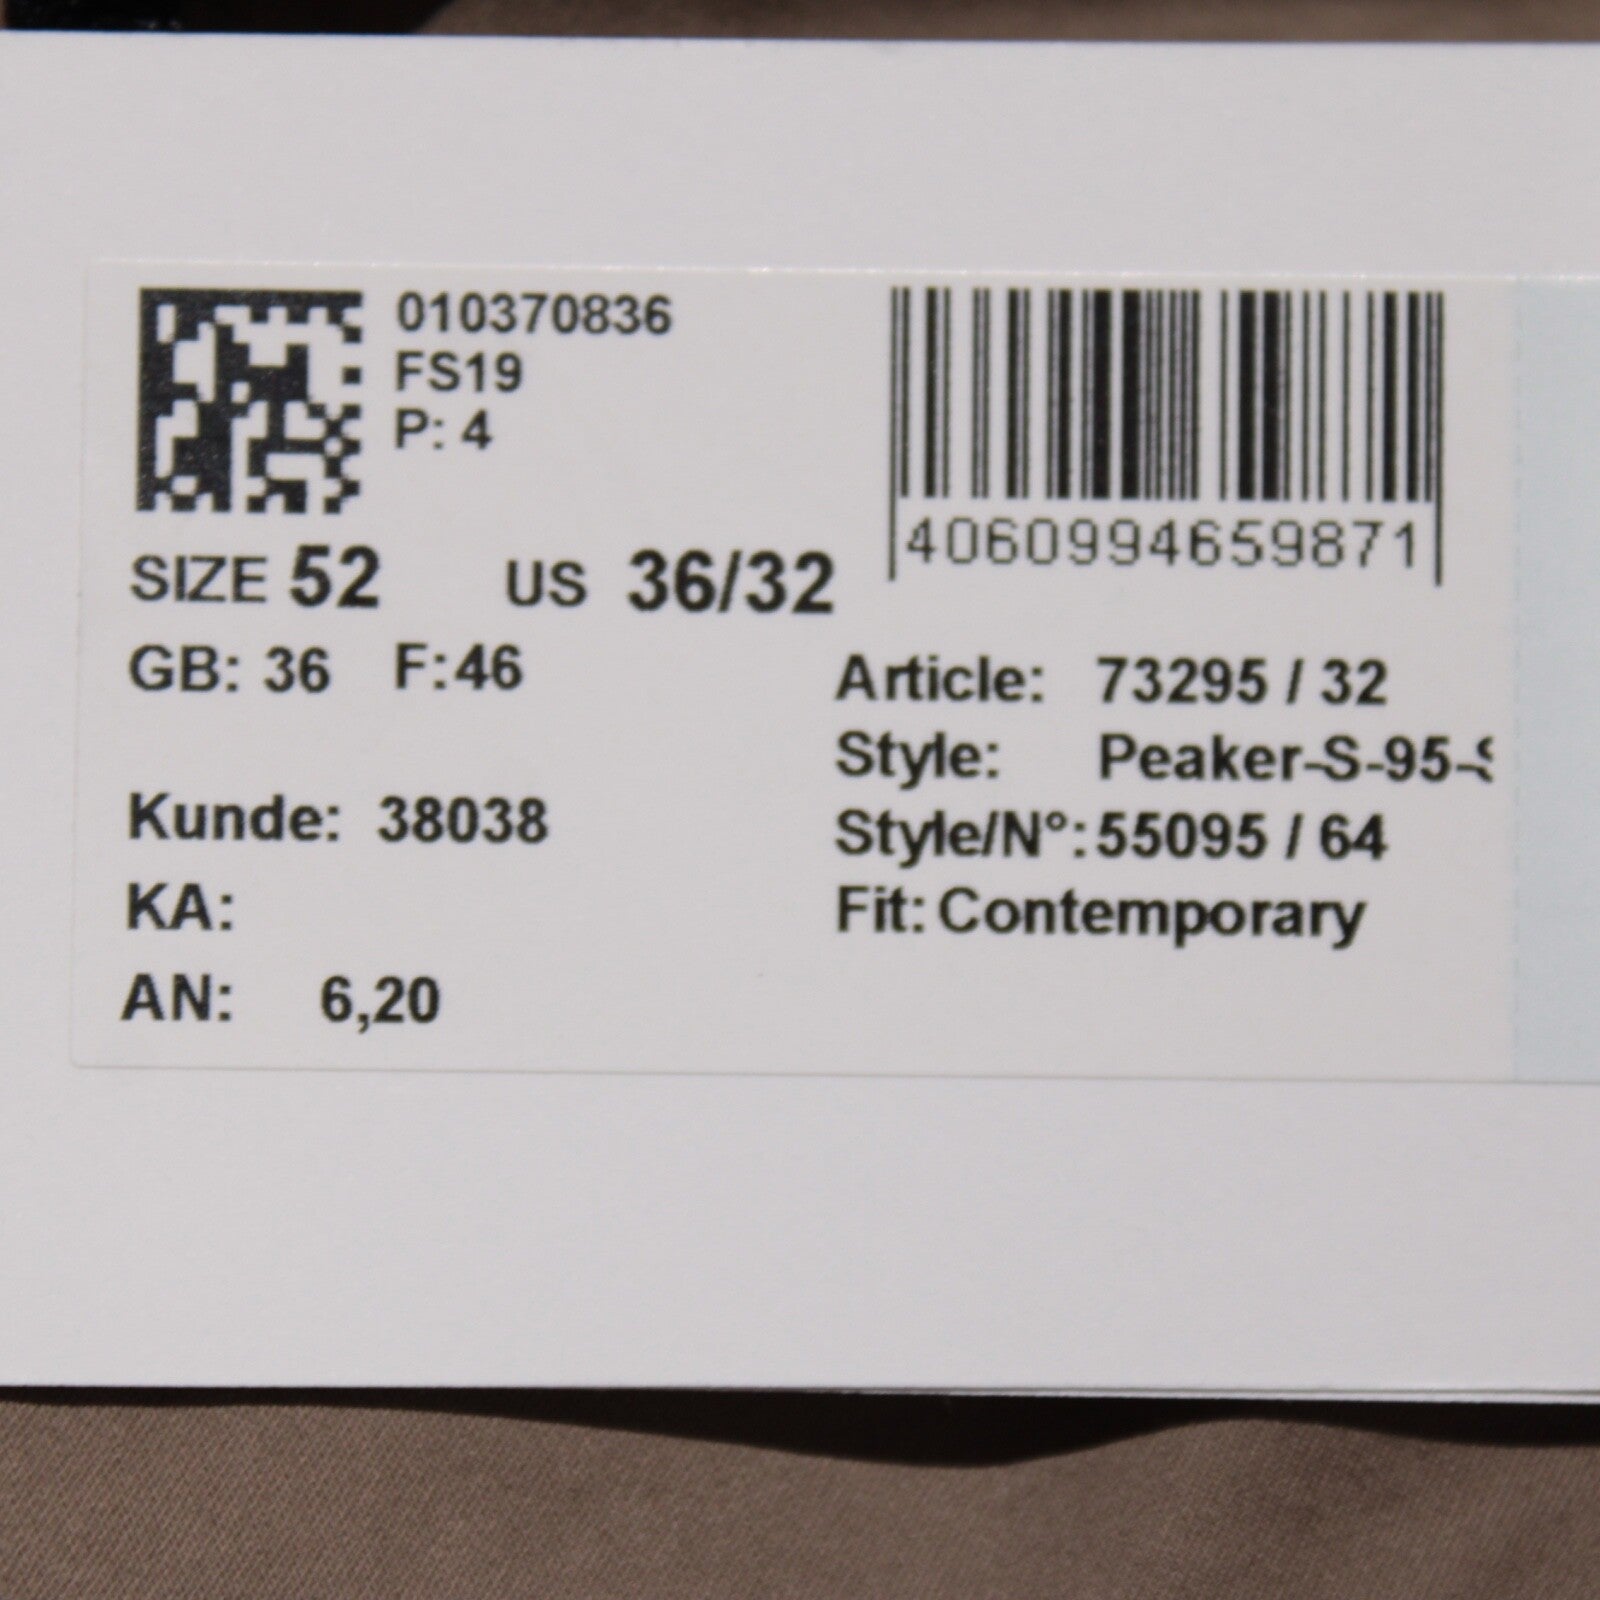 010370836
FS19
P: 4
4060994659871
SIZE 52 US 36/32
GB: 36 F:46
Kunde: 38038
KA:
AN: 6,20
Article: 73295 / 32
Style: Peaker-S-95-S
Style/N°:55095 / 64
Fit: Contemporary